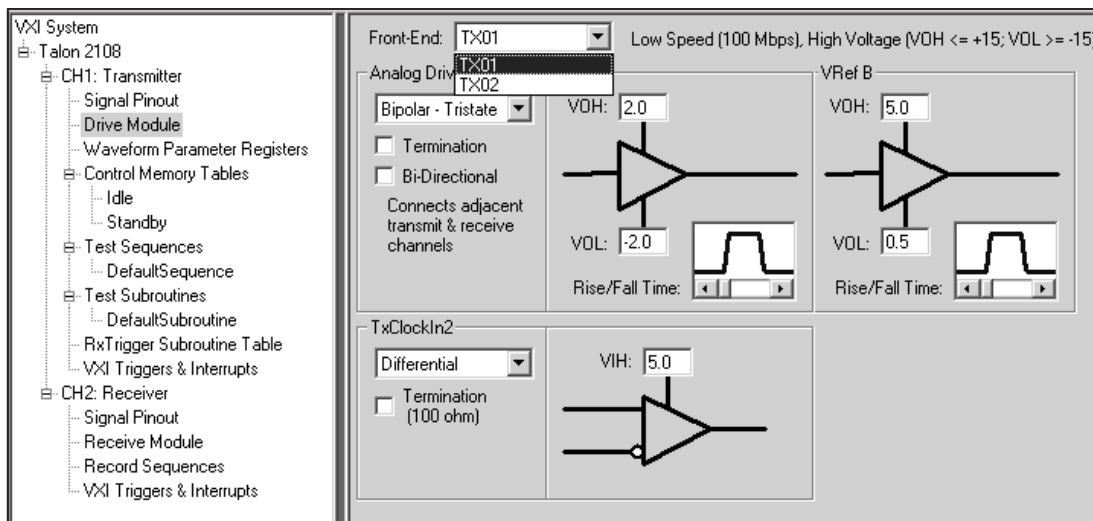 VXI System
Talon 2108
CH1: Transmitter
Signal Pinout
Drive Module
Waveform Parameter Registers
Control Memory Tables
Idle
Standby
Test Sequences
DefaultSequence
Test Subroutines
DefaultSubroutine
RxTrigger Subroutine Table
VXI Triggers & Interrupts
CH2: Receiver
Signal Pinout
Receive Module
Record Sequences
VXI Triggers & Interrupts
Front-End: TX01 Low Speed (100 Mbps), High Voltage (VOH <= +15; VOL >= -15)
TX01
TX02
Analog Driv
Bipolar - Tristate
Termination
Bi-Directional
Connects adjacent
transmit & receive
channels
VOH: 2.0
VOL: -2.0
Rise/Fall Time:
VRef B
VOH: 5.0
VOL: 0.5
Rise/Fall Time:
TxClockIn2
Differential
Termination
(100 ohm)
VIH: 5.0